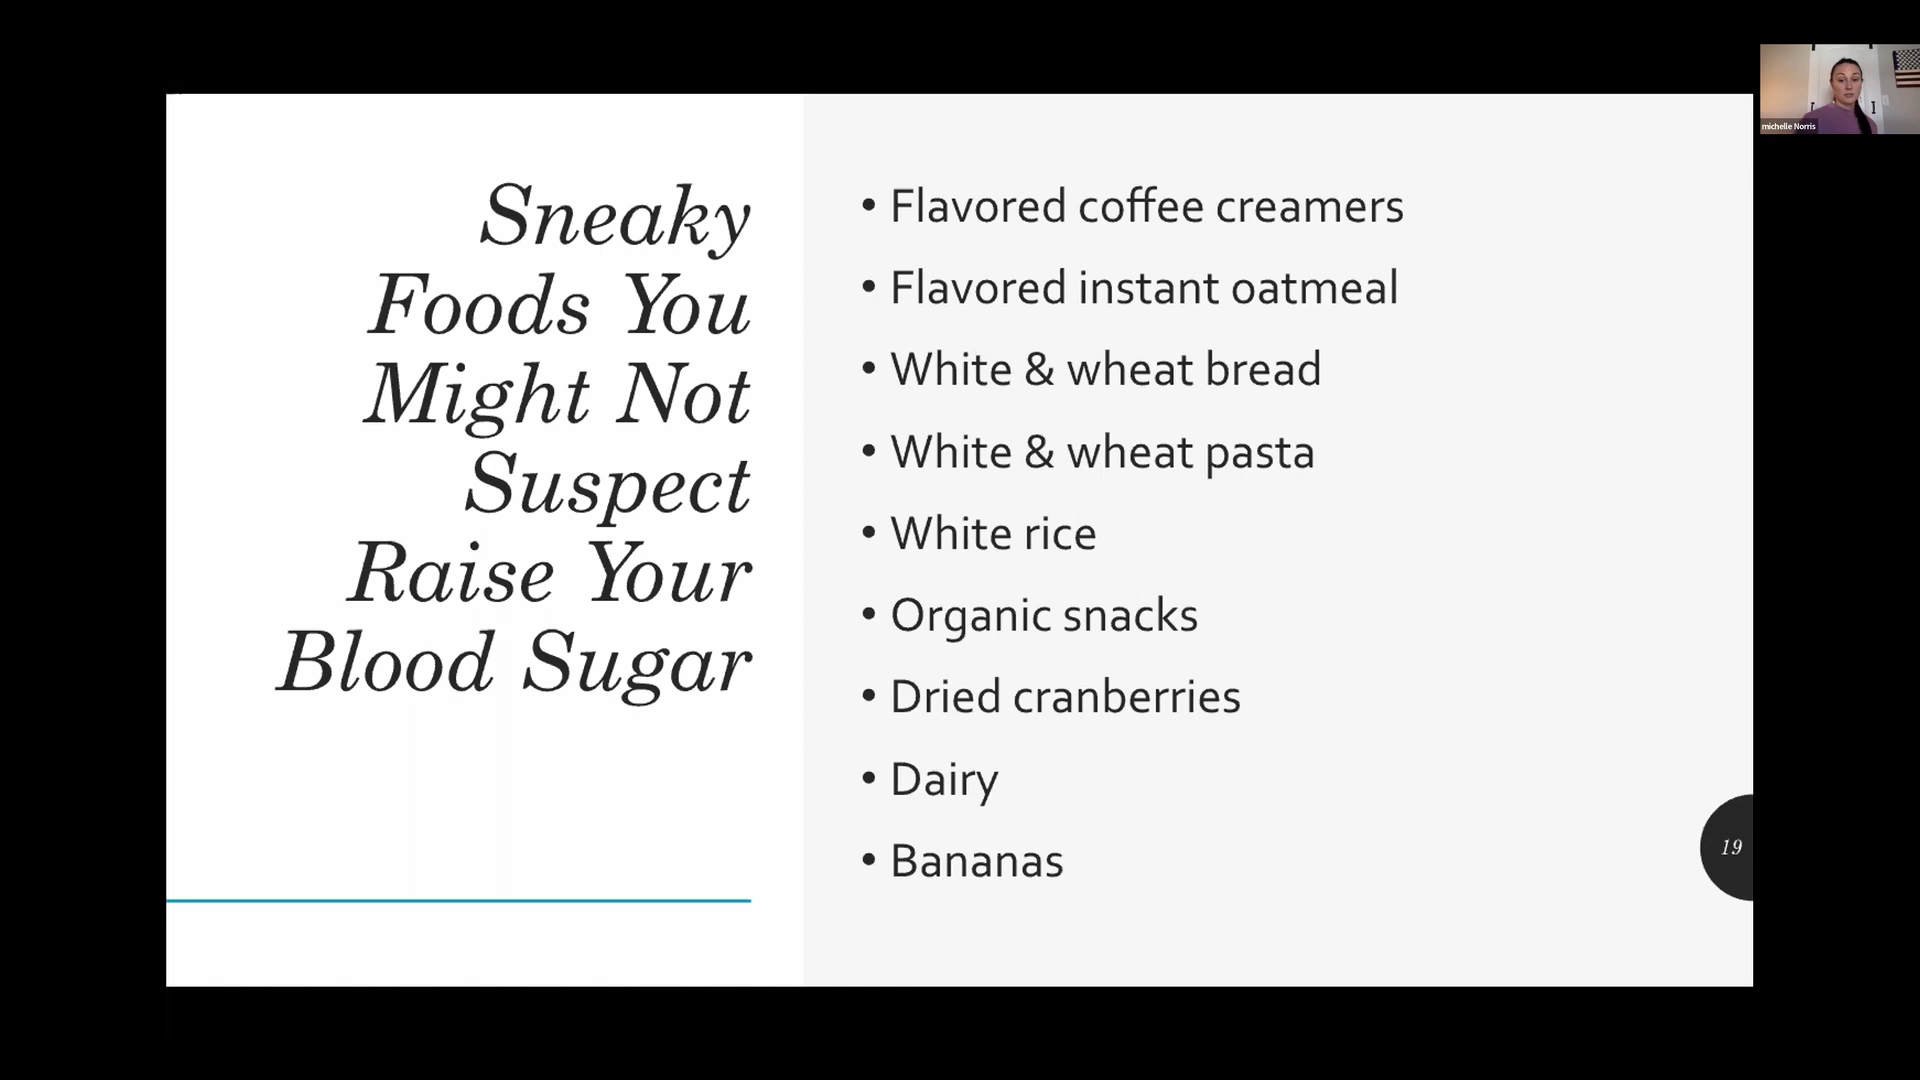 Sneaky
Foods You
Might Not
Suspect
Raise Your
Blood Sugar
• Flavored coffee creamers
• Flavored instant oatmeal
• White & wheat bread
• White & wheat pasta
• White rice
• Organic snacks
• Dried cranberries
• Dairy
• Bananas
19
michelle Norris